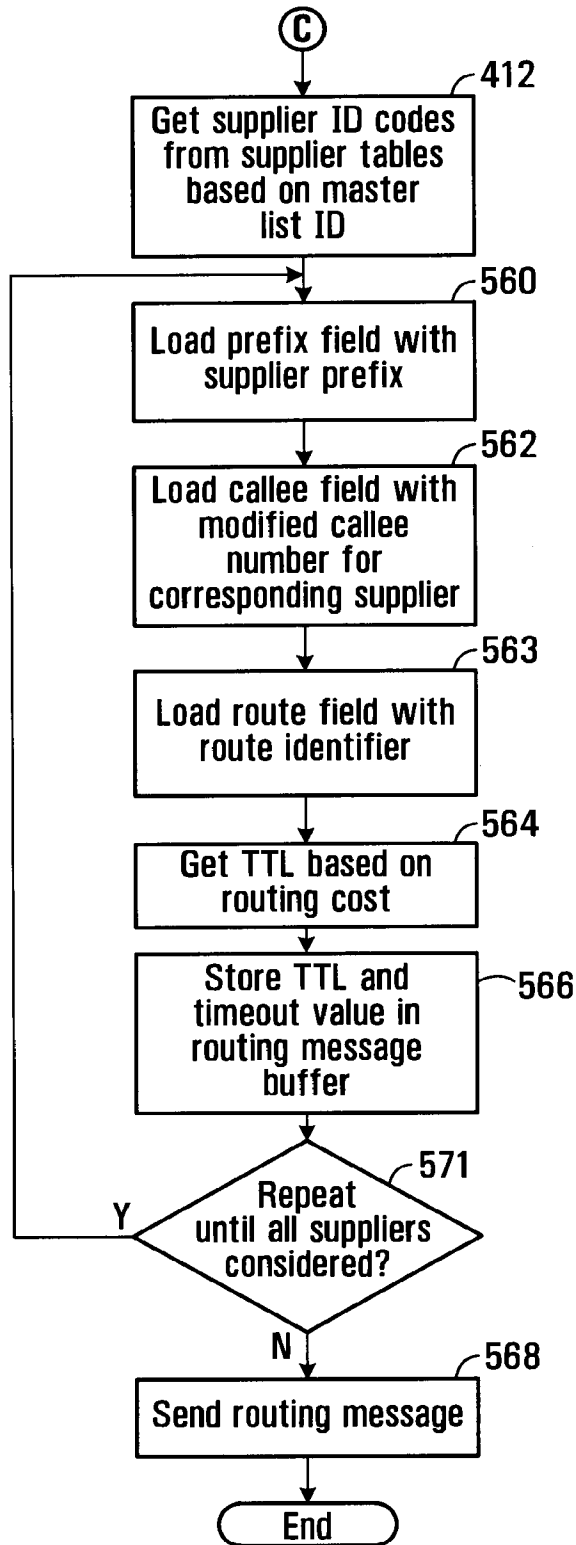 C
412
Get supplier ID codes
from supplier tables
based on master
list ID
560
Load prefix field with
supplier prefix
562
Load callee field with
modified callee
number for
corresponding supplier
563
Load route field with
route identifier
564
Get TTL based on
routing cost
566
Store TTL and
timeout value in
routing message
buffer
571
Y
Repeat
until all suppliers
considered?
N
568
Send routing message
End